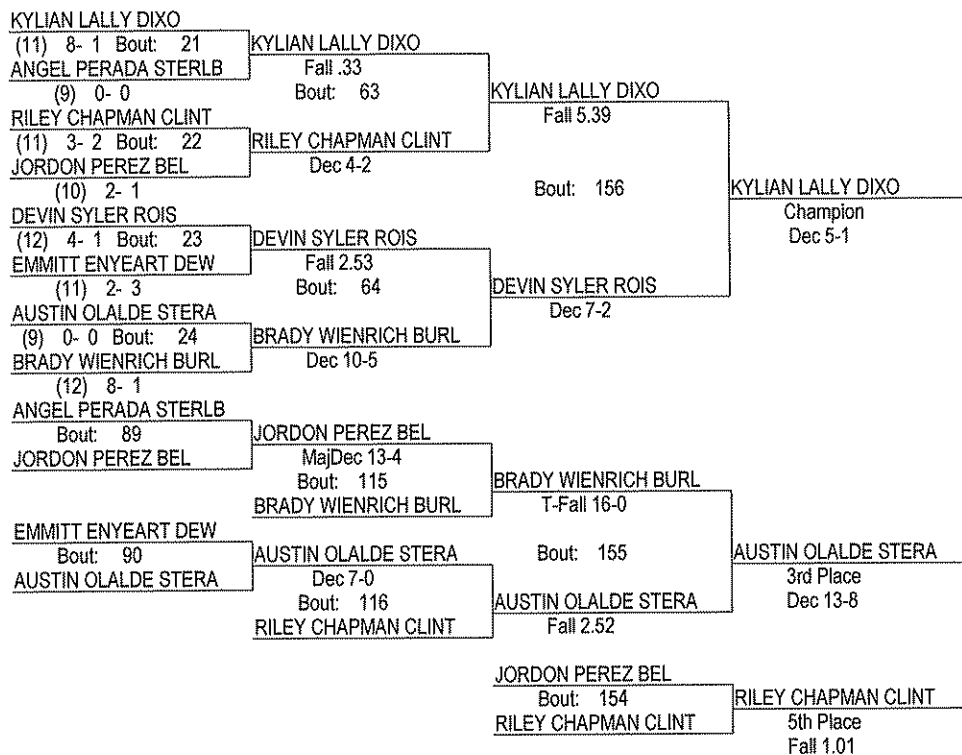 KYLIAN LALLY DIXO
(11) 8- 1 Bout: 21
ANGEL PERADA STERLB
(9) 0- 0
RILEY CHAPMAN CLINT
(11) 3- 2 Bout: 22
JORDON PEREZ BEL
(10) 2- 1
DEVIN SYLER ROIS
(12) 4- 1 Bout: 23
EMMITT ENYEART DEW
(11) 2- 3
AUSTIN OLALDE STERA
(9) 0- 0 Bout: 24
BRADY WIENRICH BURL
(12) 8- 1
ANGEL PERADA STERLB
Bout: 89
JORDON PEREZ BEL
EMMITT ENYEART DEW
Bout: 90
AUSTIN OLALDE STERA
KYLIAN LALLY DIXO
Fall .33
Bout: 63
RILEY CHAPMAN CLINT
Dec 4-2
DEVIN SYLER ROIS
Fall 2.53
Bout: 64
BRADY WIENRICH BURL
Dec 10-5
JORDON PEREZ BEL
MajDec 13-4
Bout: 115
BRADY WIENRICH BURL
AUSTIN OLALDE STERA
Dec 7-0
Bout: 116
RILEY CHAPMAN CLINT
KYLIAN LALLY DIXO
Fall 5.39
Bout: 156
DEVIN SYLER ROIS
Dec 7-2
BRADY WIENRICH BURL
T-Fall 16-0
Bout: 155
AUSTIN OLALDE STERA
Fall 2.52
JORDON PEREZ BEL
Bout: 154
RILEY CHAPMAN CLINT
KYLIAN LALLY DIXO
Champion
Dec 5-1
AUSTIN OLALDE STERA
3rd Place
Dec 13-8
RILEY CHAPMAN CLINT
5th Place
Fall 1.01